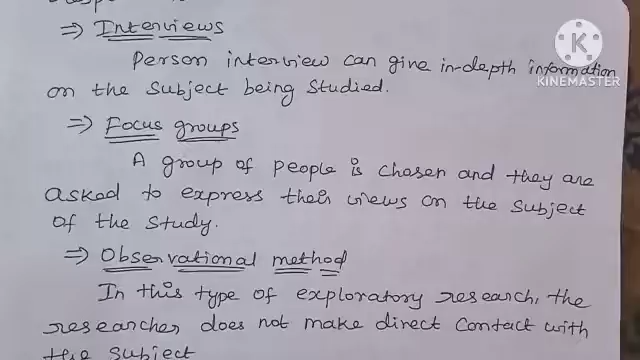 ⇒ Interviews
Person interview can give in-depth information
on the subject being studied.
⇒ Focus groups
A group of people is chosen and they are
asked to express their views on the subject
of the study.
⇒ Observational method
In this type of exploratory research, the
researcher does not make direct contact with
the subject
KINEMASTER